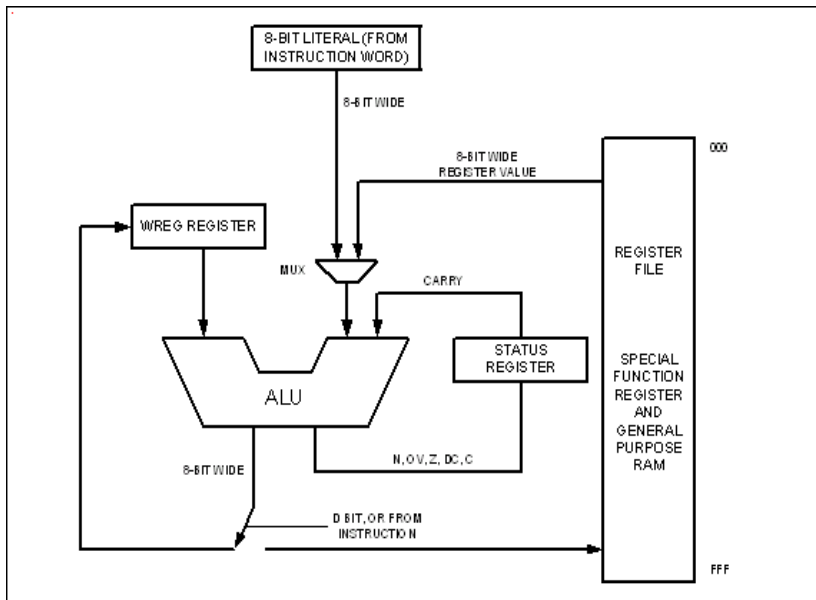 8-BIT LITERAL (FROM
INSTRUCTION WORD)
8-BIT WIDE
000
8-BIT WIDE
REGISTER VALUE
WREG REGISTER
REGISTER
FILE
MUX
CARRY
STATUS
REGISTER
SPECIAL
FUNCTION
REGISTER
AND
GENERAL
PURPOSE
RAM
ALU
N, OV, Z, DC, C
8-BIT WIDE
D BIT, OR FROM
INSTRUCTION
FFF